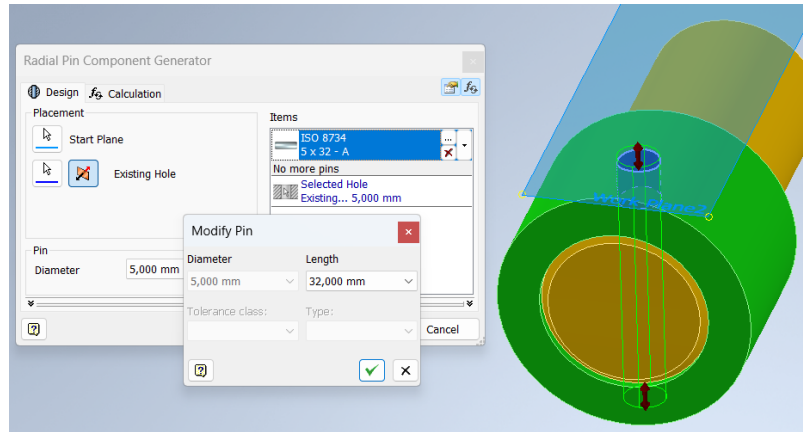 Radial Pin Component Generator
Design
Calculation
Placement
Start Plane
Existing Hole
Items
ISO 8734
5 x 32 - A
No more pins
Selected Hole
Existing... 5,000 mm
Pin
Diameter
5,000 mm
Cancel
Modify Pin
Diameter
Length
5,000 mm
32,000 mm
Tolerance class:
Type: